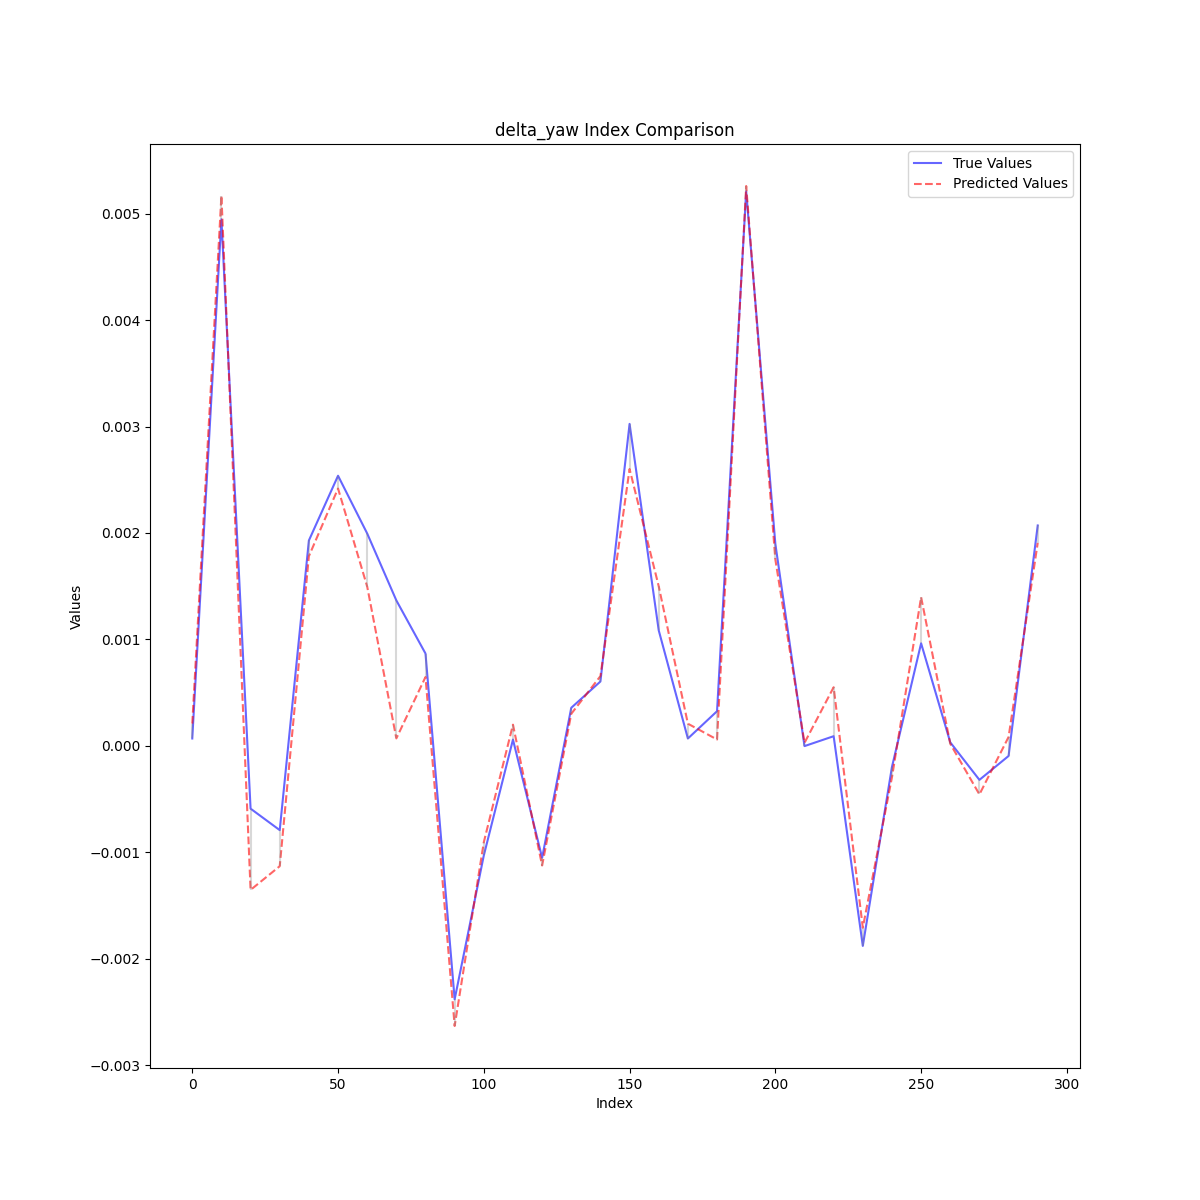 delta_yaw Index Comparison
True Values
Predicted Values
0.005
0.004
0.003
0.002
0.001
0.000
−0.001
−0.002
−0.003
Values
0 50 100 150 200 250 300
Index